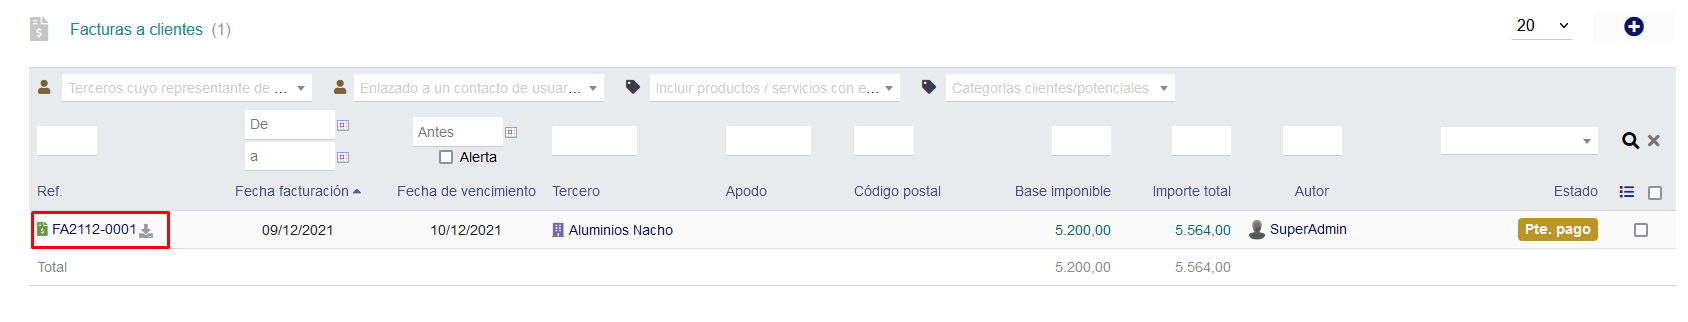 Facturas a clientes (1)
20
Terceros cuyo representante de ...
Enlazado a un contacto de usuar...
Incluir productos / servicios con e...
Categorías clientes/potenciales
De
a
Antes
Alerta
Ref. Fecha facturación Fecha de vencimiento Tercero Apodo Código postal Base imponible Importe total Autor Estado
FA2112-0001 09/12/2021 10/12/2021 Aluminios Nacho 5.200,00 5.564,00 SuperAdmin Pte. pago
Total 5.200,00 5.564,00